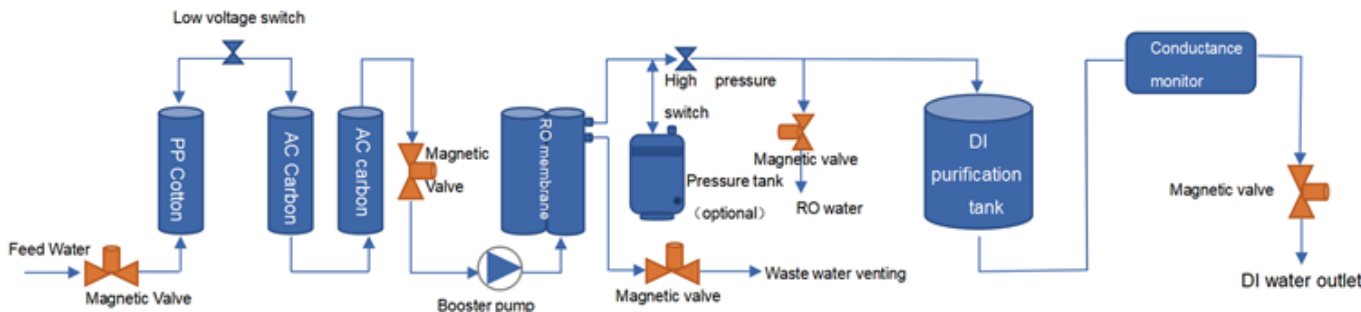 Low voltage switch
PP Cotton
AC Carbon
AC carbon
Magnetic
Valve
RO membrane
High pressure
switch
Pressure tank
（optional）
Magnetic valve
RO water
DI
purification
tank
Conductance
monitor
Magnetic valve
DI water outlet
Feed Water
Magnetic Valve
Booster pump
Magnetic valve
Waste water venting